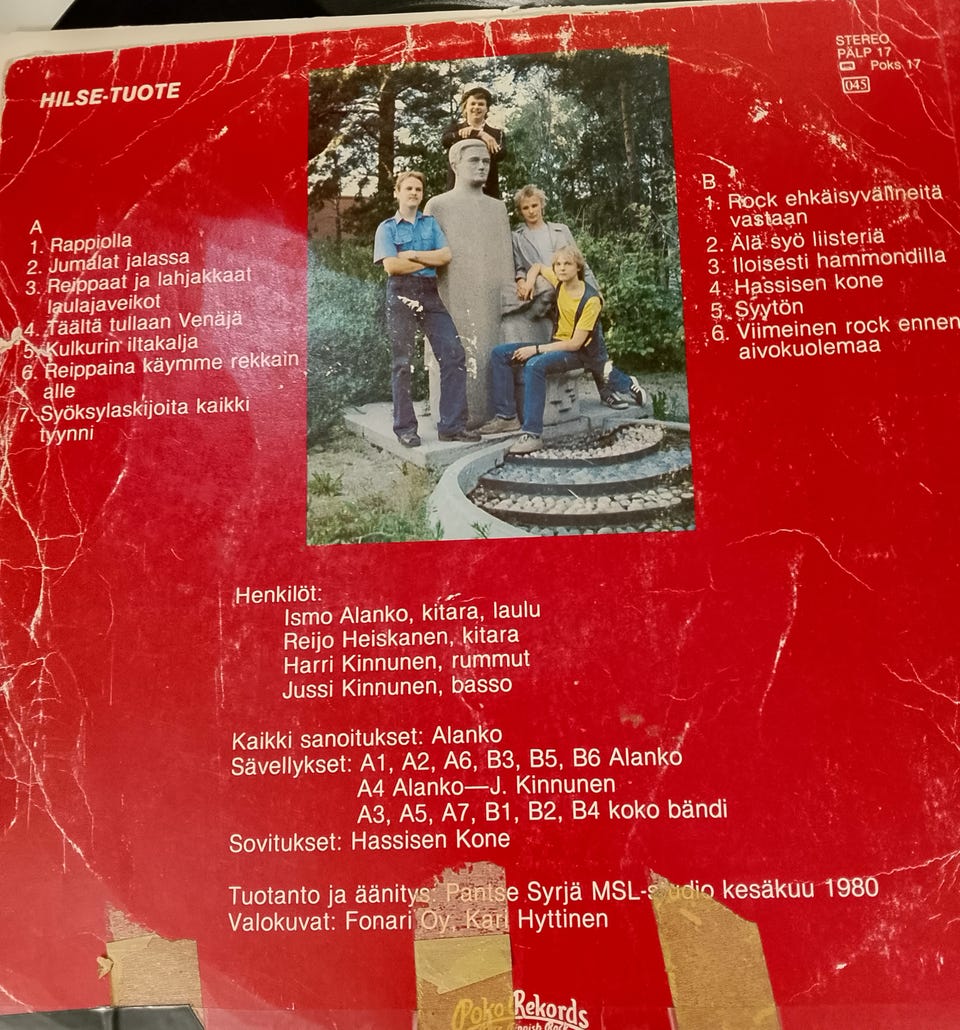 HILSE-TUOTE
STEREO
PÄLP 17
Poks 17
045
A
1. Rappiolla
2. Jumalat jalassa
3. Reippaat ja lahjakkaat
laulajaveikot
4. Täältä tullaan Venäjä
5. Kulkurin iltakalja
6. Reippaina käymme rekkain
alle
7. Syöksylaskijoita kaikki
tyynni
B
1. Rock ehkäisyvälineitä
vastaan
2. Älä syö liisteriä
3. Iloisesti hammondilla
4. Hassisen kone
5. Syytön
6. Viimeinen rock ennen
aivokuolemaa
Henkilöt:
Ismo Alanko, kitara, laulu
Reijo Heiskanen, kitara
Harri Kinnunen, rummut
Jussi Kinnunen, basso
Kaikki sanoitukset: Alanko
Sävellykset: A1, A2, A6, B3, B5, B6 Alanko
A4 Alanko—J. Kinnunen
A3, A5, A7, B1, B2, B4 koko bändi
Sovitukset: Hassisen Kone
Tuotanto ja äänitys: Pantse Syrjä MSL-studio kesäkuu 1980
Valokuvat: Fonari Oy, Kari Hyttinen
Poko Rekords